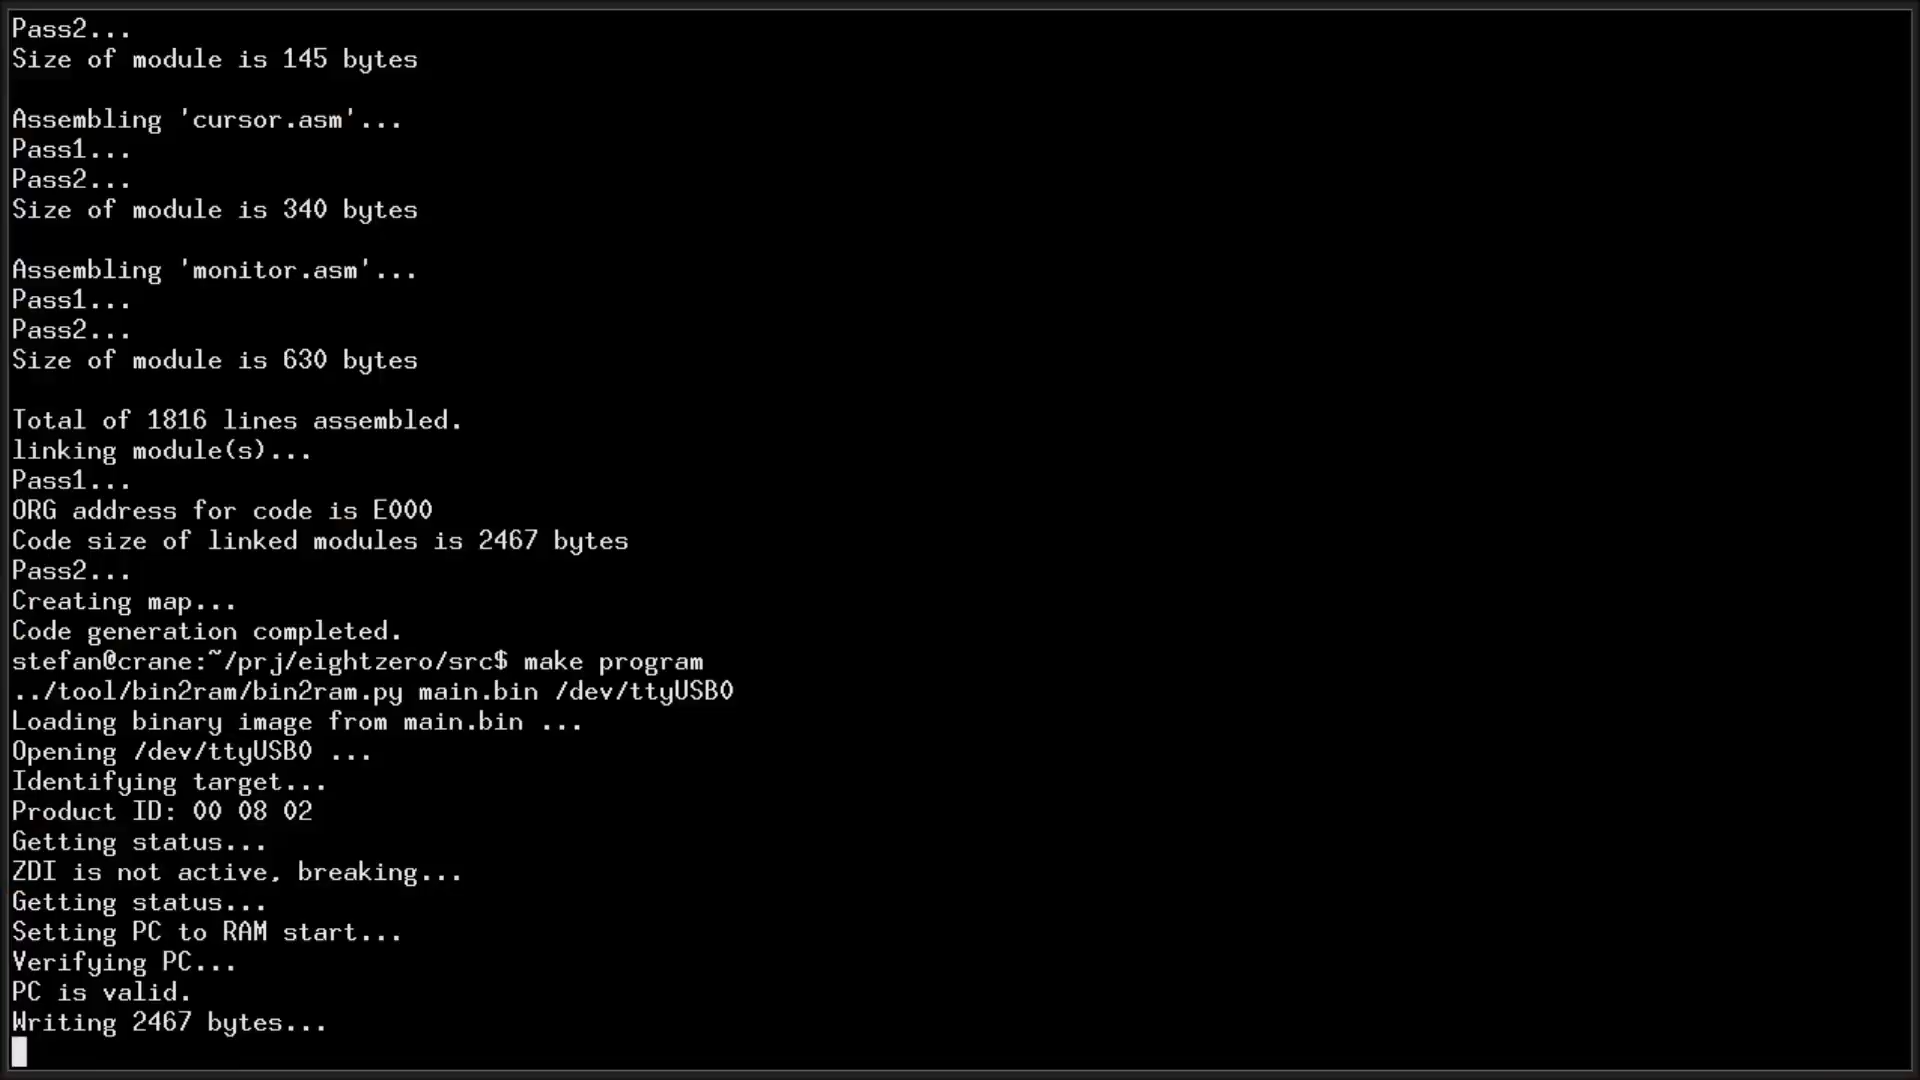 Pass2...
Size of module is 145 bytes
Assembling 'cursor.asm'...
Pass1...
Pass2...
Size of module is 340 bytes
Assembling 'monitor.asm'...
Pass1...
Pass2...
Size of module is 630 bytes
Total of 1816 lines assembled.
linking module(s)...
Pass1...
ORG address for code is E000
Code size of linked modules is 2467 bytes
Pass2...
Creating map...
Code generation completed.
stefan@crane:~/prj/eightzero/src$ make program
../tool/bin2ram/bin2ram.py main.bin /dev/ttyUSB0
Loading binary image from main.bin ...
Opening /dev/ttyUSB0 ...
Identifying target...
Product ID: 00 08 02
Getting status...
ZDI is not active, breaking...
Getting status...
Setting PC to RAM start...
Verifying PC...
PC is valid.
Writing 2467 bytes...